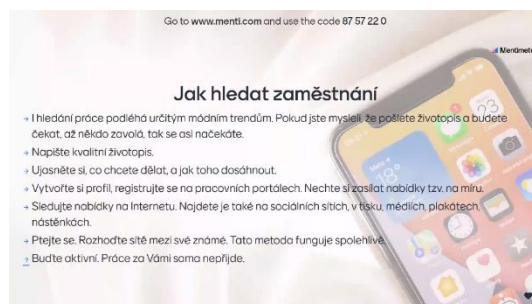 Go to www.menti.com and use the code 87 57 22 0
Mentimete
Jak hledat zaměstnání
→ I hledání práce podléhá určitým módním trendům. Pokud jste mysleli, že pošlete životopis a budete
čekat, až někdo zavolá, tak se asi načekáte.
→ Napište kvalitní životopis.
→ Ujasněte si, co chcete dělat, a jak toho dosáhnout.
→ Vytvořte si profil, registrujte se na pracovních portálech. Nechte si zasílat nabídky tzv. na míru.
→ Sledujte nabídky na Internetu. Najdete je také na sociálních sítích, v tisku, médiích, plakátech,
nástěnkách.
→ Ptejte se. Rozhoďte sítě mezi své známé. Tato metoda funguje spolehlivě.
→ Buďte aktivní. Práce za Vámi sama nepřijde.